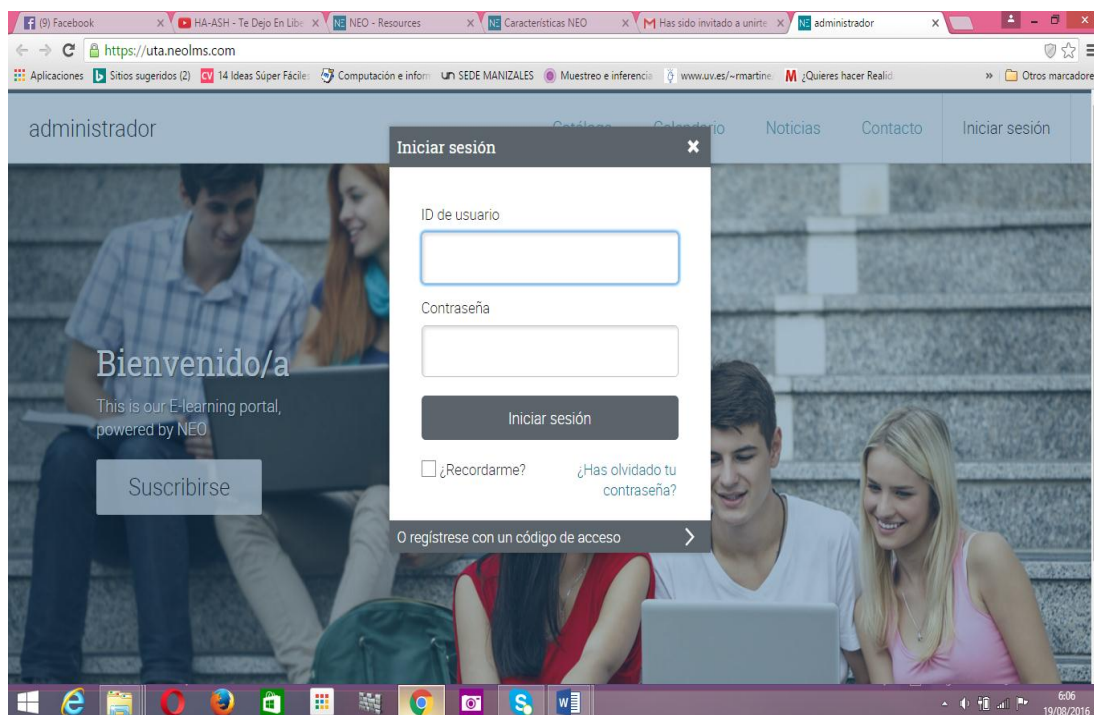 (9) Facebook
HA-ASH - Te Dejo En Libe
NEO - Resources
Características NEO
Has sido invitado a unirte
administrador
https://uta.neolms.com
Aplicaciones
Sitios sugeridos (2)
14 Ideas Súper Fáciles
Computación e inform
SEDE MANIZALES
Muestreo e inferencia
www.uv.es/~rmartine
¿Quieres hacer Realid
»
Otros marcadore
administrador
Catálogo
Calendario
Noticias
Contacto
Iniciar sesión
Iniciar sesión
ID de usuario
Contraseña
Iniciar sesión
¿Recordarme?
¿Has olvidado tu
contraseña?
O regístrese con un código de acceso
Bienvenido/a
This is our E-learning portal,
powered by NEO
Suscribirse
6:06
19/08/2016